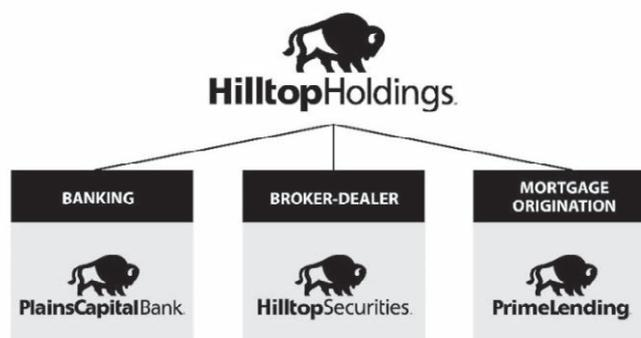 HilltopHoldings.
BANKING
PlainsCapitalBank.
BROKER-DEALER
HilltopSecurities.
MORTGAGE
ORIGINATION
PrimeLending.